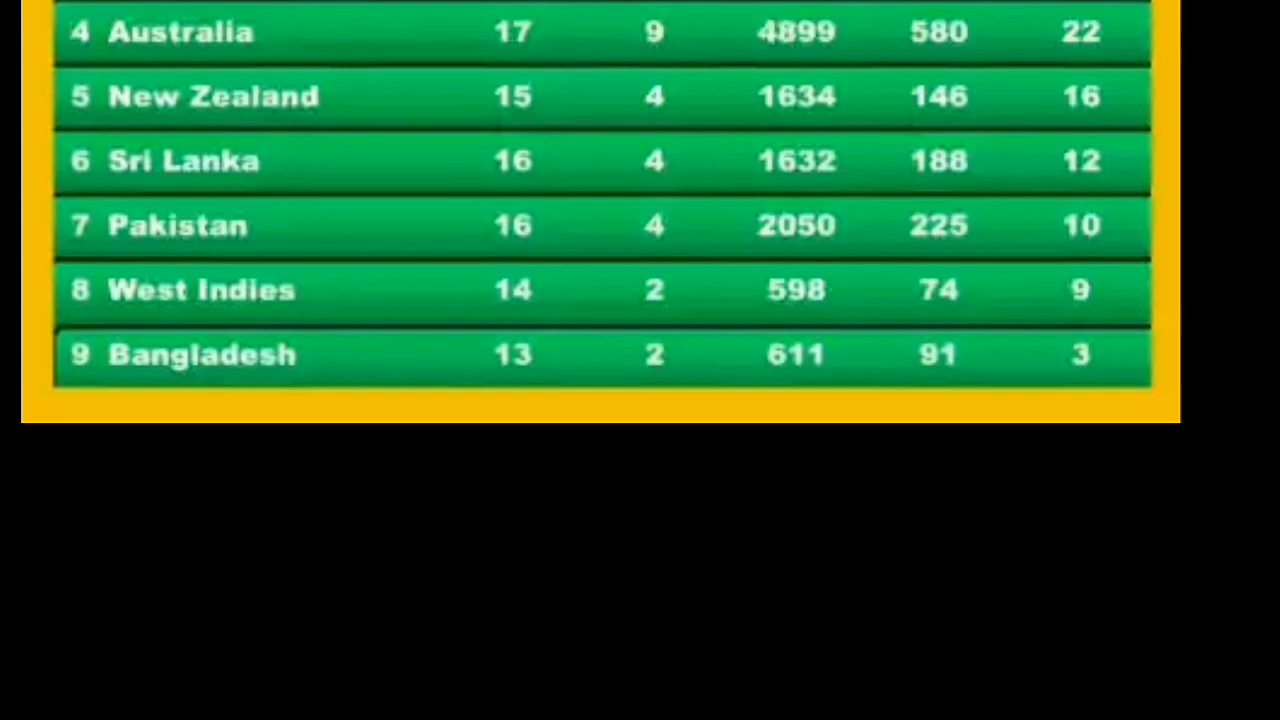 4 Australia 17 9 4899 580 22
5 New Zealand 15 4 1634 146 16
6 Sri Lanka 16 4 1632 188 12
7 Pakistan 16 4 2050 225 10
8 West Indies 14 2 598 74 9
9 Bangladesh 13 2 611 91 3